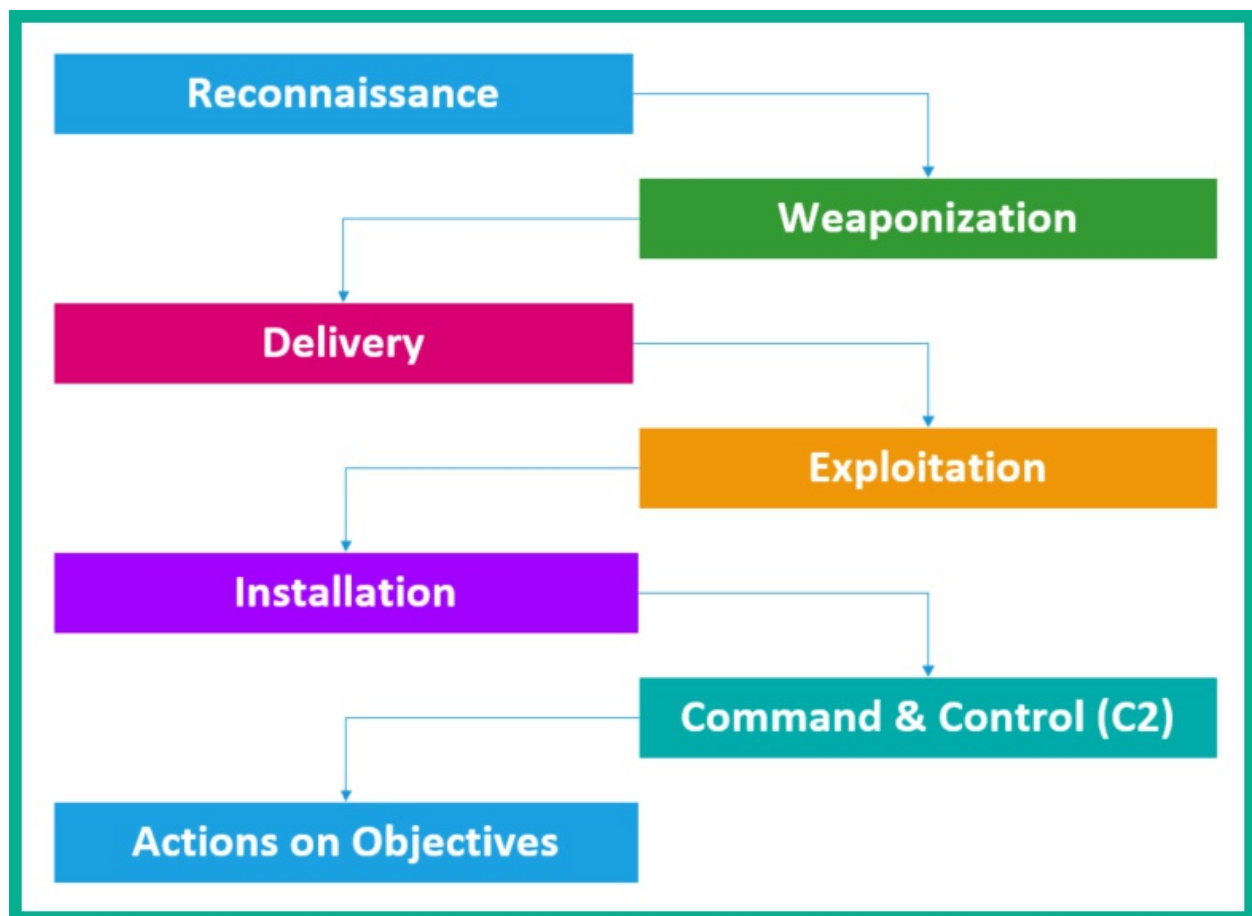 Reconnaissance
Weaponization
Delivery
Exploitation
Installation
Command & Control (C2)
Actions on Objectives